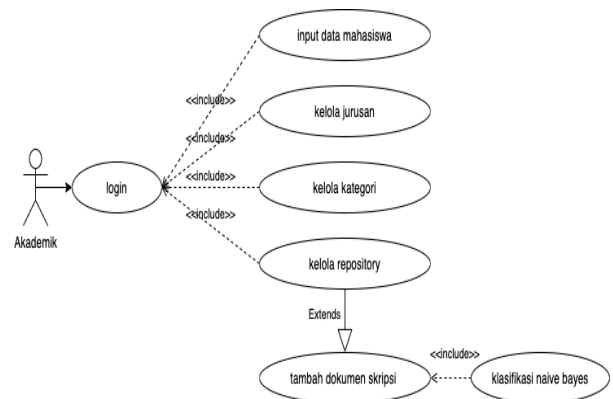 input data mahasiswa
<<include>>
kelola jurusan
<<include>>
login
<<include>>
kelola kategori
<<include>>
Akademik
kelola repository
Extends
tambah dokumen skripsi
<<include>>
klasifikasi naive bayes